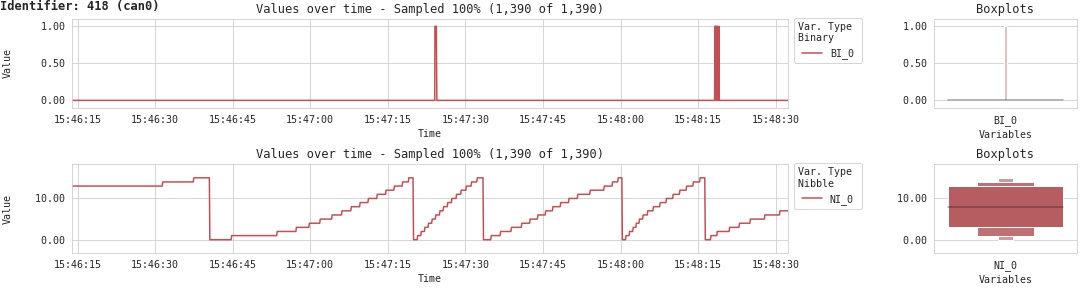 Identifier: 418 (can0)
Values over time - Sampled 100% (1,390 of 1,390)
Boxplots
Value
1.00
0.50
0.00
15:46:15 15:46:30 15:46:45 15:47:00 15:47:15 15:47:30 15:47:45 15:48:00 15:48:15 15:48:30
Time
Var. Type
Binary
BI_0
1.00
0.50
0.00
BI_0
Variables
Values over time - Sampled 100% (1,390 of 1,390)
Boxplots
Value
10.00
0.00
15:46:15 15:46:30 15:46:45 15:47:00 15:47:15 15:47:30 15:47:45 15:48:00 15:48:15 15:48:30
Time
Var. Type
Nibble
NI_0
10.00
0.00
NI_0
Variables